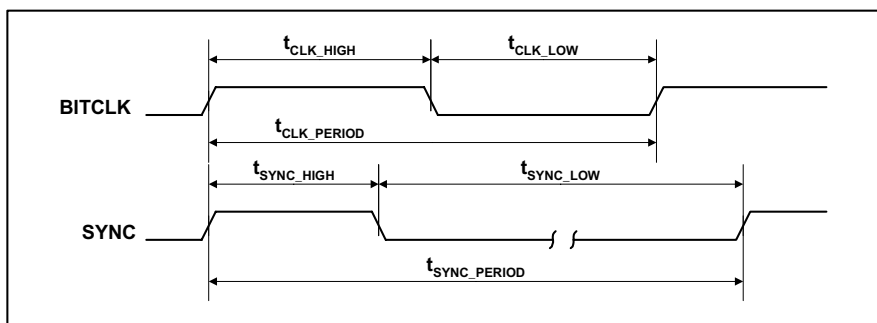 tCLK_HIGH tCLK_LOW
BITCLK
tCLK_PERIOD
tSYNC_HIGH tSYNC_LOW
SYNC
tSYNC_PERIOD